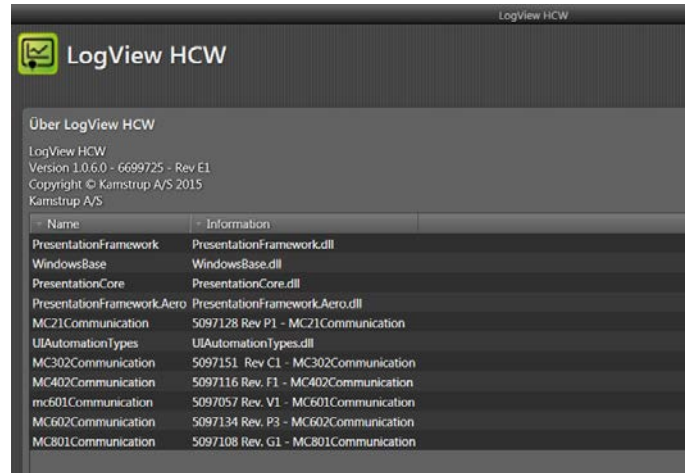 LogView HCW
LogView HCW
Über LogView HCW
LogView HCW
Version 1.0.6.0 - 6699725 - Rev E1
Copyright © Kamstrup A/S 2015
Kamstrup A/S
Name Information
PresentationFramework PresentationFramework.dll
WindowsBase WindowsBase.dll
PresentationCore PresentationCore.dll
PresentationFramework.Aero PresentationFramework.Aero.dll
MC21Communication 5097128 Rev P1 - MC21Communication
UIAutomationTypes UIAutomationTypes.dll
MC302Communication 5097151 Rev C1 - MC302Communication
MC402Communication 5097116 Rev. F1 - MC402Communication
mc601Communication 5097057 Rev. V1 - MC601Communication
MC602Communication 5097134 Rev. P3 - MC602Communication
MC801Communication 5097108 Rev. G1 - MC801Communication